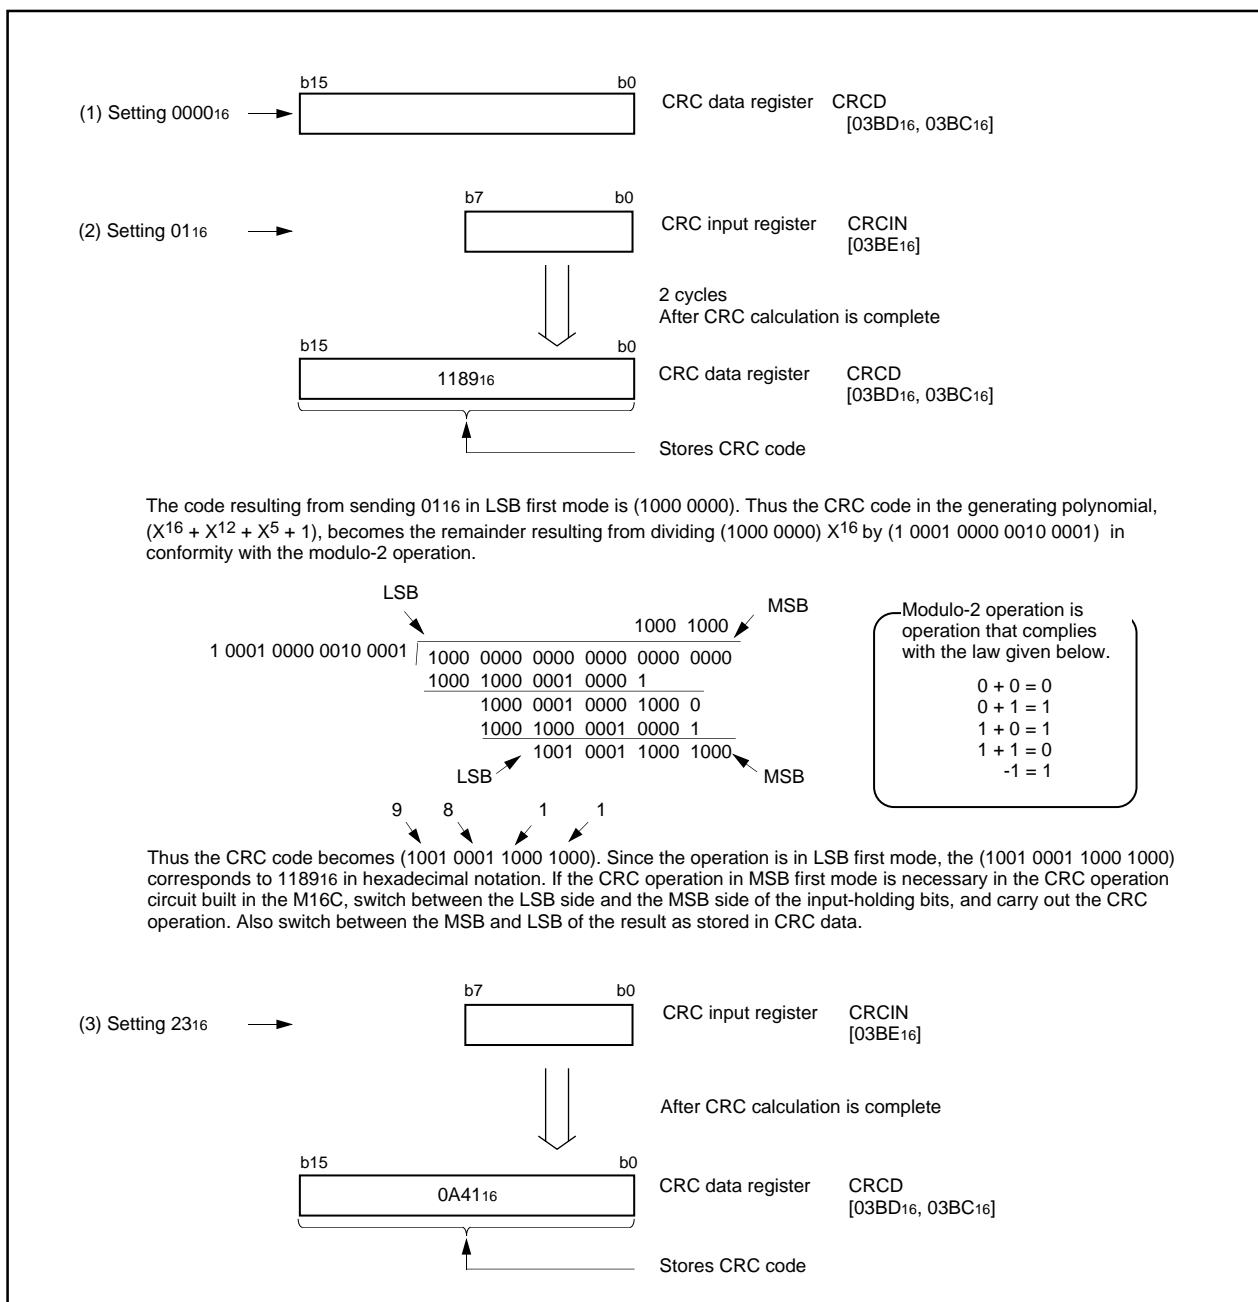 b15 b0
(1) Setting 000016 CRC data register CRCD
[03BD16, 03BC16]
b7 b0
(2) Setting 0116 CRC input register CRCIN
[03BE16]
2 cycles
After CRC calculation is complete
b15 b0
118916 CRC data register CRCD
[03BD16, 03BC16]
Stores CRC code
The code resulting from sending 0116 in LSB first mode is (1000 0000). Thus the CRC code in the generating polynomial,
(X16 + X12 + X5 + 1), becomes the remainder resulting from dividing (1000 0000) X16 by (1 0001 0000 0010 0001) in
conformity with the modulo-2 operation.
LSB MSB
1000 1000
1 0001 0000 0010 0001 1000 0000 0000 0000 0000 0000
1000 1000 0001 0000 1
1000 0001 0000 1000 0
1000 1000 0001 0000 1
1001 0001 1000 1000
LSB MSB
Modulo-2 operation is
operation that complies
with the law given below.
0 + 0 = 0
0 + 1 = 1
1 + 0 = 1
1 + 1 = 0
-1 = 1
9 8 1 1
Thus the CRC code becomes (1001 0001 1000 1000). Since the operation is in LSB first mode, the (1001 0001 1000 1000)
corresponds to 118916 in hexadecimal notation. If the CRC operation in MSB first mode is necessary in the CRC operation
circuit built in the M16C, switch between the LSB side and the MSB side of the input-holding bits, and carry out the CRC
operation. Also switch between the MSB and LSB of the result as stored in CRC data.
b7 b0
(3) Setting 2316 CRC input register CRCIN
[03BE16]
After CRC calculation is complete
b15 b0
0A4116 CRC data register CRCD
[03BD16, 03BC16]
Stores CRC code